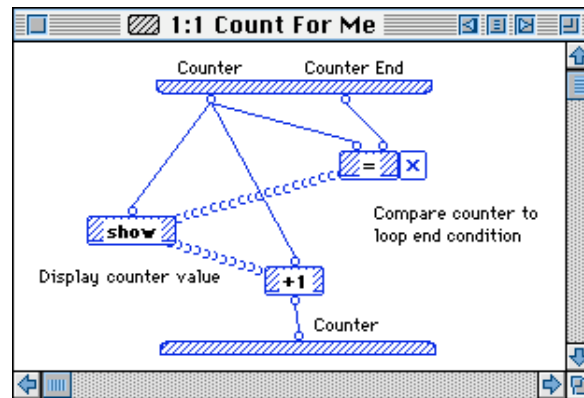 1:1 Count For Me
Counter
Counter End
=
×
Compare counter to
loop end condition
show
Display counter value
+1
Counter